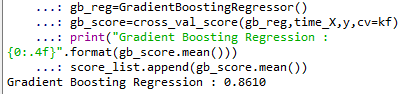 ...: gb_reg=GradientBoostingRegressor()
...: gb_score=cross_val_score(gb_reg,time_X,y,cv=kf)
...: print("Gradient Boosting Regression :
{0:.4f}".format(gb_score.mean()))
...: score_list.append(gb_score.mean())
Gradient Boosting Regression : 0.8610